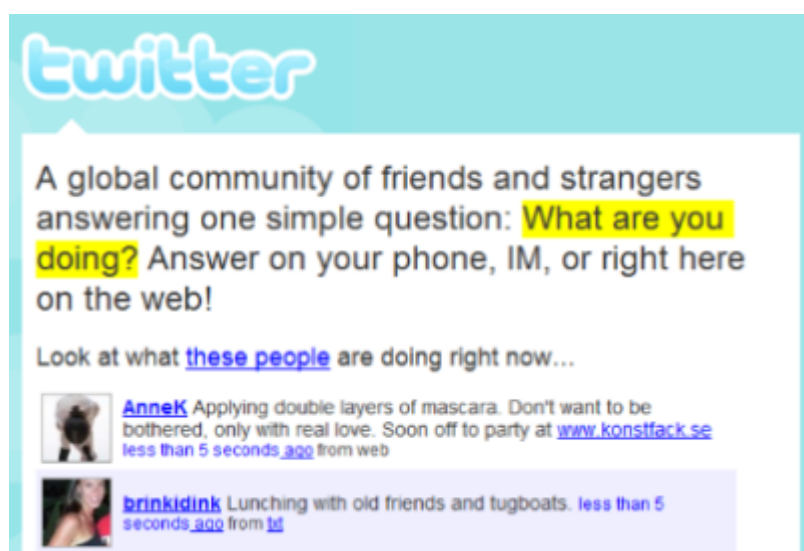 twitter
A global community of friends and strangers
answering one simple question: What are you
doing? Answer on your phone, IM, or right here
on the web!
Look at what these people are doing right now...
AnneK Applying double layers of mascara. Don't want to be
bothered, only with real love. Soon off to party at www.konstfack.se
less than 5 seconds ago from web
brinkidink Lunching with old friends and tugboats. less than 5
seconds ago from txt